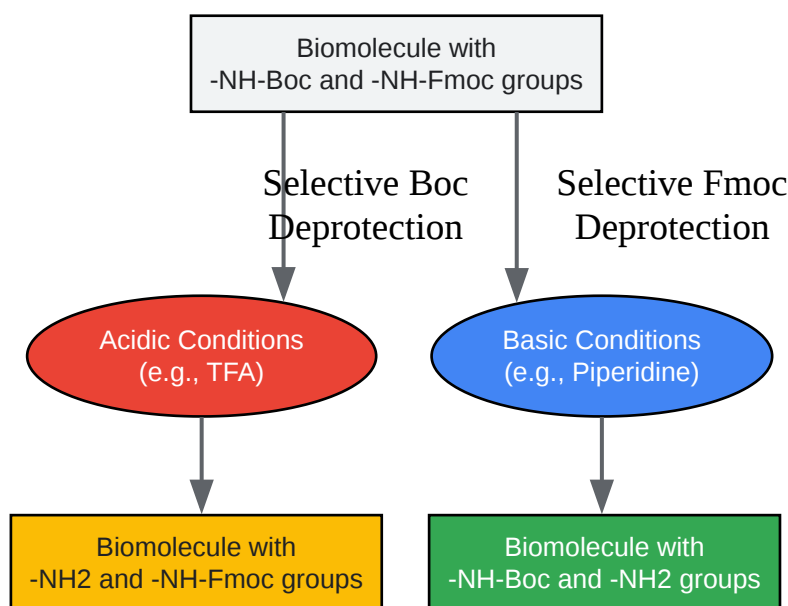 Biomolecule with
-NH-Boc and -NH-Fmoc groups
Selective Boc
Deprotection
Selective Fmoc
Deprotection
Acidic Conditions
(e.g., TFA)
Basic Conditions
(e.g., Piperidine)
Biomolecule with
-NH2 and -NH-Fmoc groups
Biomolecule with
-NH-Boc and -NH2 groups